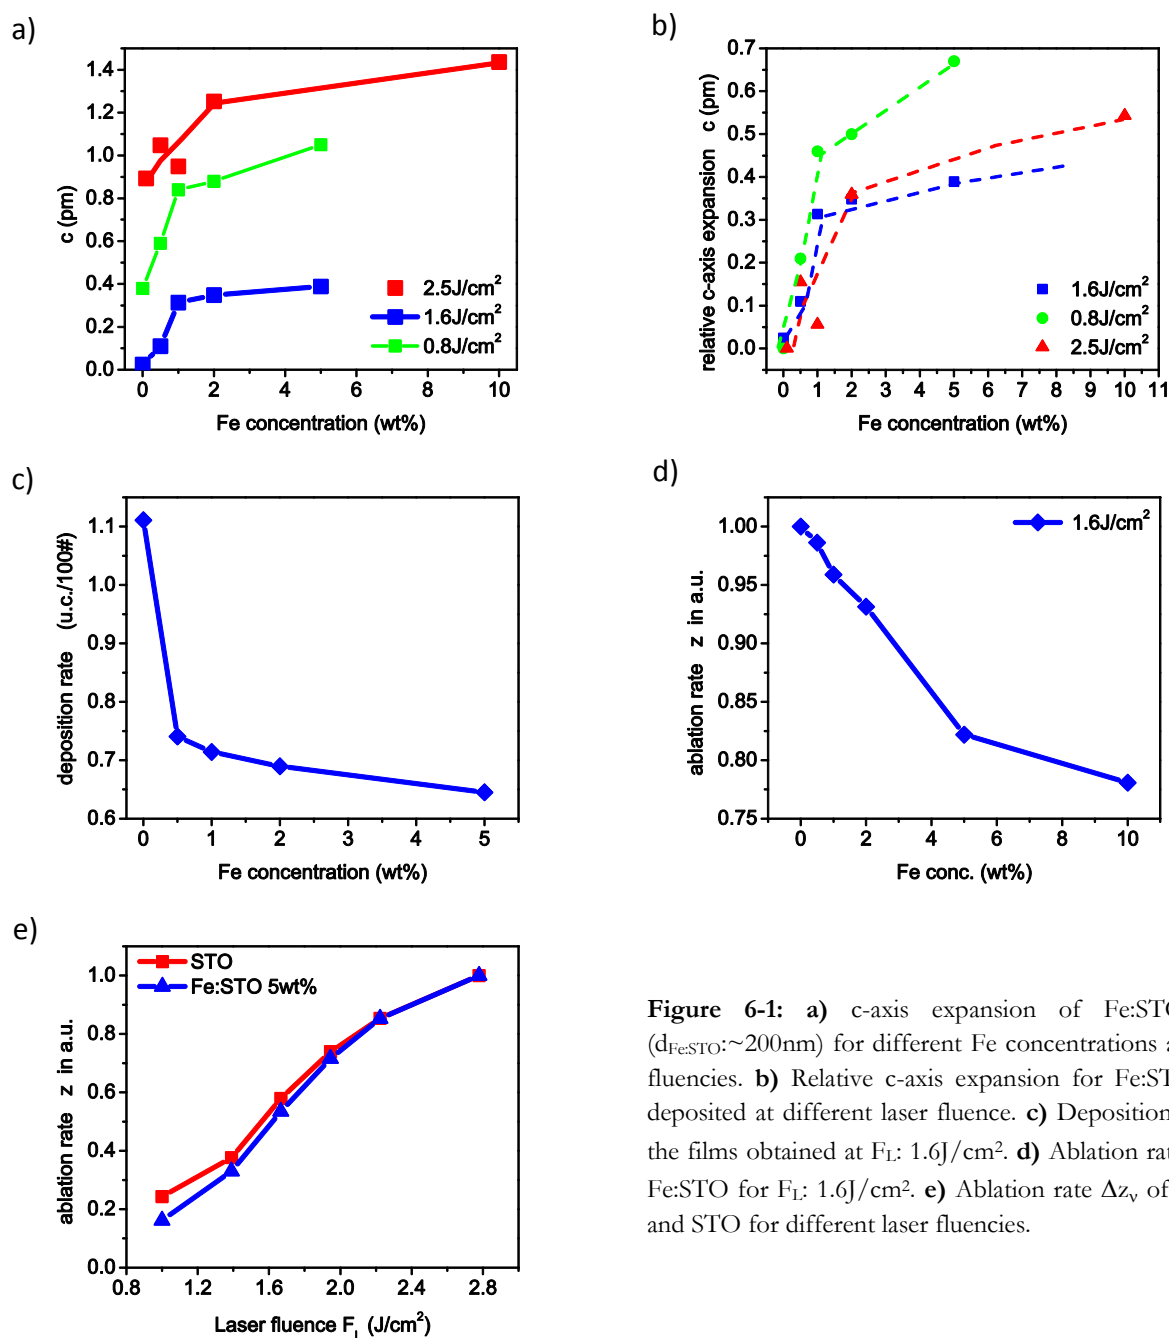 a)
1.4
1.2
1.0
0.8
0.6
0.4
0.2
0.0
c (pm)
2.5J/cm²
1.6J/cm²
0.8J/cm²
0 2 4 6 8 10
Fe concentration (wt%)
b)
0.7
0.6
0.5
0.4
0.3
0.2
0.1
0.0
relative c-axis expansion c (pm)
1.6J/cm²
0.8J/cm²
2.5J/cm²
0 1 2 3 4 5 6 7 8 9 10 11
Fe concentration (wt%)
c)
1.1
1.0
0.9
0.8
0.7
0.6
deposition rate (u.c./100#)
0 1 2 3 4 5
Fe concentration (wt%)
d)
1.00
0.95
0.90
0.85
0.80
0.75
ablation rate z in a.u.
1.6J/cm²
0 2 4 6 8 10
Fe conc. (wt%)
e)
1.0
0.8
0.6
0.4
0.2
0.0
ablation rate z in a.u.
STO
Fe:STO 5wt%
0.8 1.2 1.6 2.0 2.4 2.8
Laser fluence F_L (J/cm²)
Figure 6-1: a) c-axis expansion of Fe:STO
(d_Fe:STO:~200nm) for different Fe concentrations a
fluencies. b) Relative c-axis expansion for Fe:ST
deposited at different laser fluence. c) Deposition
the films obtained at F_L: 1.6J/cm². d) Ablation rat
Fe:STO for F_L: 1.6J/cm². e) Ablation rate Δz_v of
and STO for different laser fluencies.